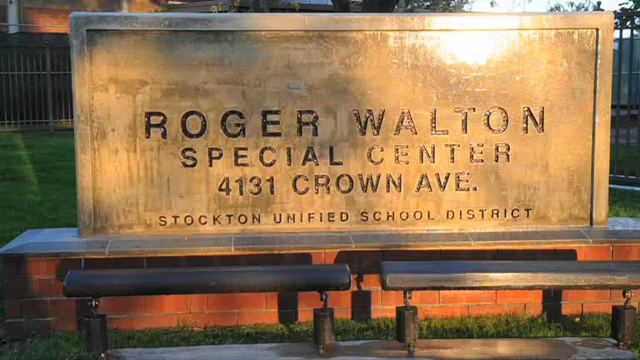 ROGER WALTON
SPECIAL CENTER
4131 CROWN AVE.
STOCKTON UNIFIED SCHOOL DISTRICT